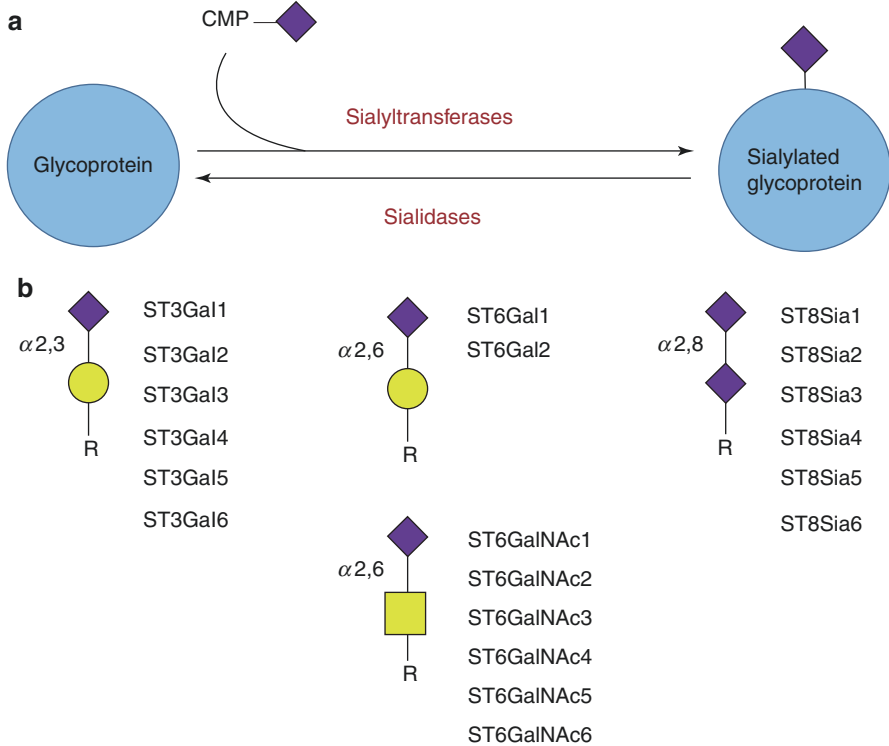 a
CMP
Sialyltransferases
Glycoprotein
Sialylated
glycoprotein
Sialidases
b
α2,3
R
ST3Gal1
ST3Gal2
ST3Gal3
ST3Gal4
ST3Gal5
ST3Gal6
α2,6
R
ST6Gal1
ST6Gal2
α2,8
R
ST8Sia1
ST8Sia2
ST8Sia3
ST8Sia4
ST8Sia5
ST8Sia6
α2,6
R
ST6GalNAc1
ST6GalNAc2
ST6GalNAc3
ST6GalNAc4
ST6GalNAc5
ST6GalNAc6